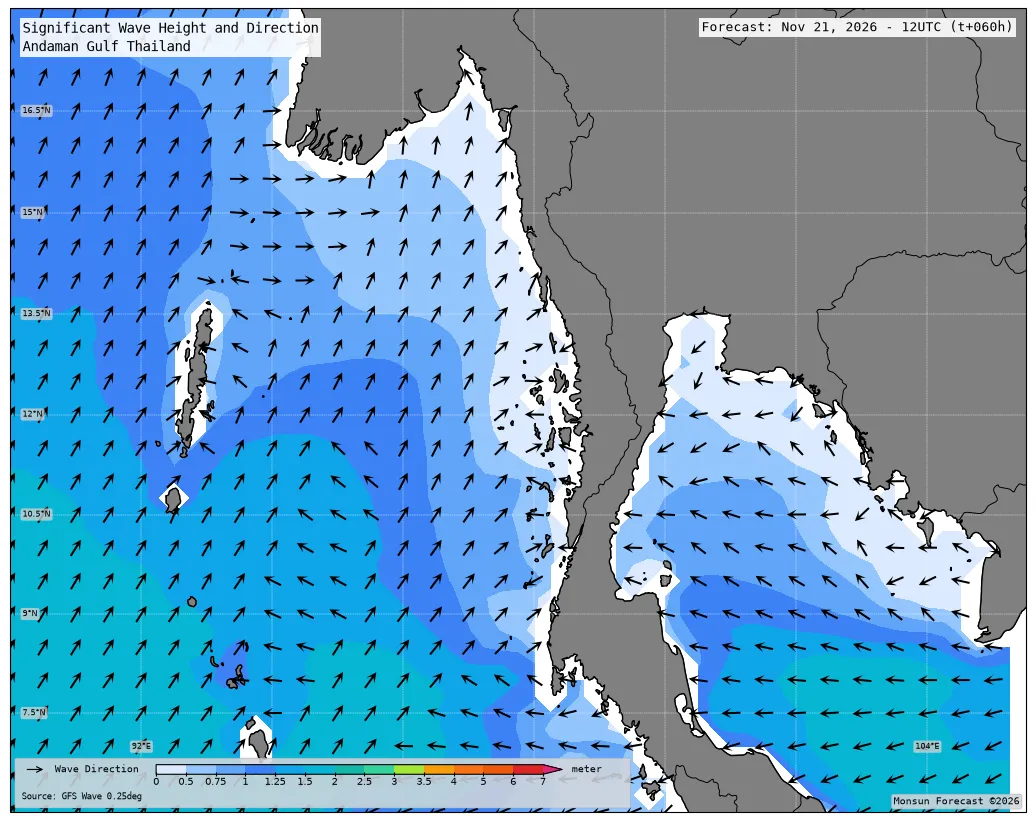 Significant Wave Height and Direction
Andaman Gulf Thailand
Forecast: Nov 21, 2026 - 12UTC (t+060h)
16.5°N
15°N
13.5°N
12°N
10.5°N
9°N
7.5°N
92°E
104°E
Wave Direction
0.5 0.75 1 1.25 1.5 2 2.5 3 3.5 4 5 6 7
meter
Source: GFS Wave 0.25deg
Monsun Forecast ©2026